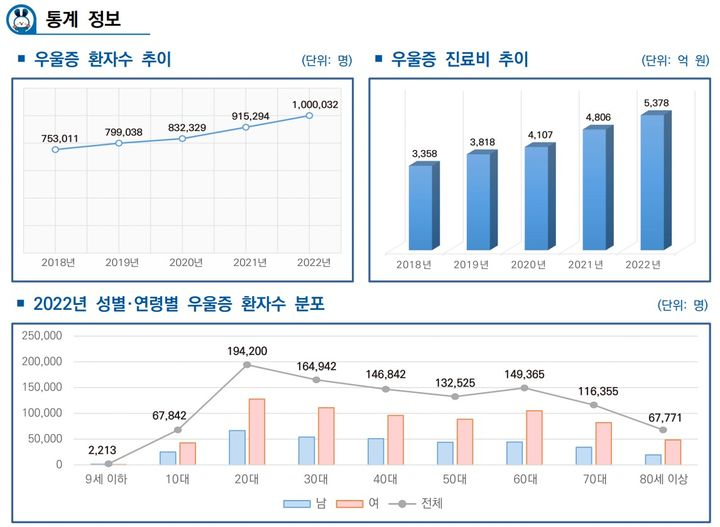 통계 정보
■ 우울증 환자수 추이 (단위: 명)
■ 우울증 진료비 추이 (단위: 억 원)
753,011 799,038 832,329 915,294 1,000,032
2018년 2019년 2020년 2021년 2022년
3,358 3,818 4,107 4,806 5,378
2018년 2019년 2020년 2021년 2022년
■ 2022년 성별·연령별 우울증 환자수 분포 (단위: 명)
250,000
200,000
150,000
100,000
50,000
0
2,213 67,842 194,200 164,942 146,842 132,525 149,365 116,355 67,771
9세 이하 10대 20대 30대 40대 50대 60대 70대 80세 이상
남 여 전체